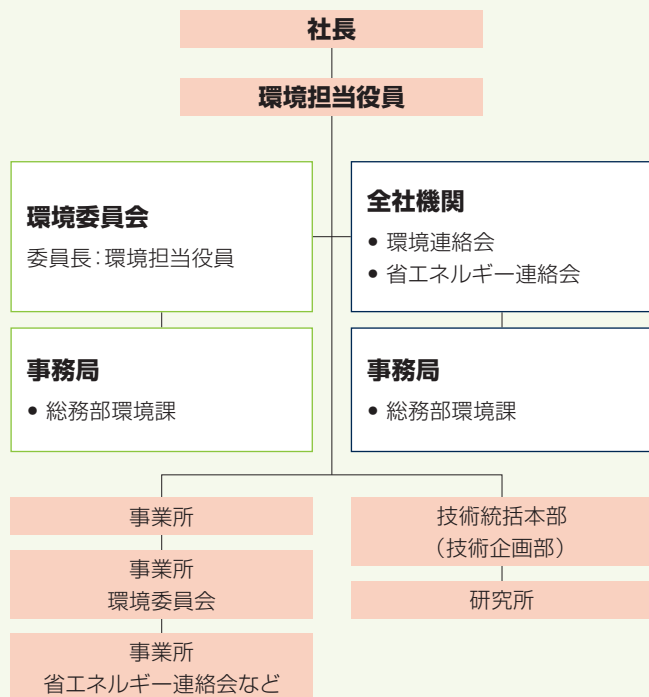 社長
環境担当役員
環境委員会
委員長：環境担当役員
全社機関
• 環境連絡会
• 省エネルギー連絡会
事務局
• 総務部環境課
事務局
• 総務部環境課
事業所
事業所
環境委員会
事業所
省エネルギー連絡会など
技術統括本部
（技術企画部）
研究所